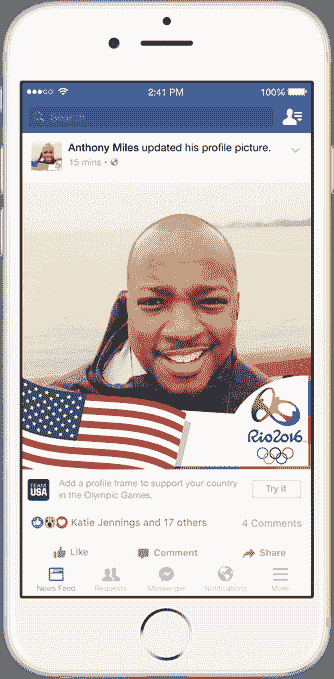 2:41 PM
100%
Search
Anthony Miles updated his profile picture.
15 mins
Rio2016
TEAM
USA
Add a profile frame to support your country
in the Olympic Games.
Try it
Katie Jennings and 17 others
4 Comments
Like
Comment
Share
News Feed
Requests
Messenger
Notifications
More